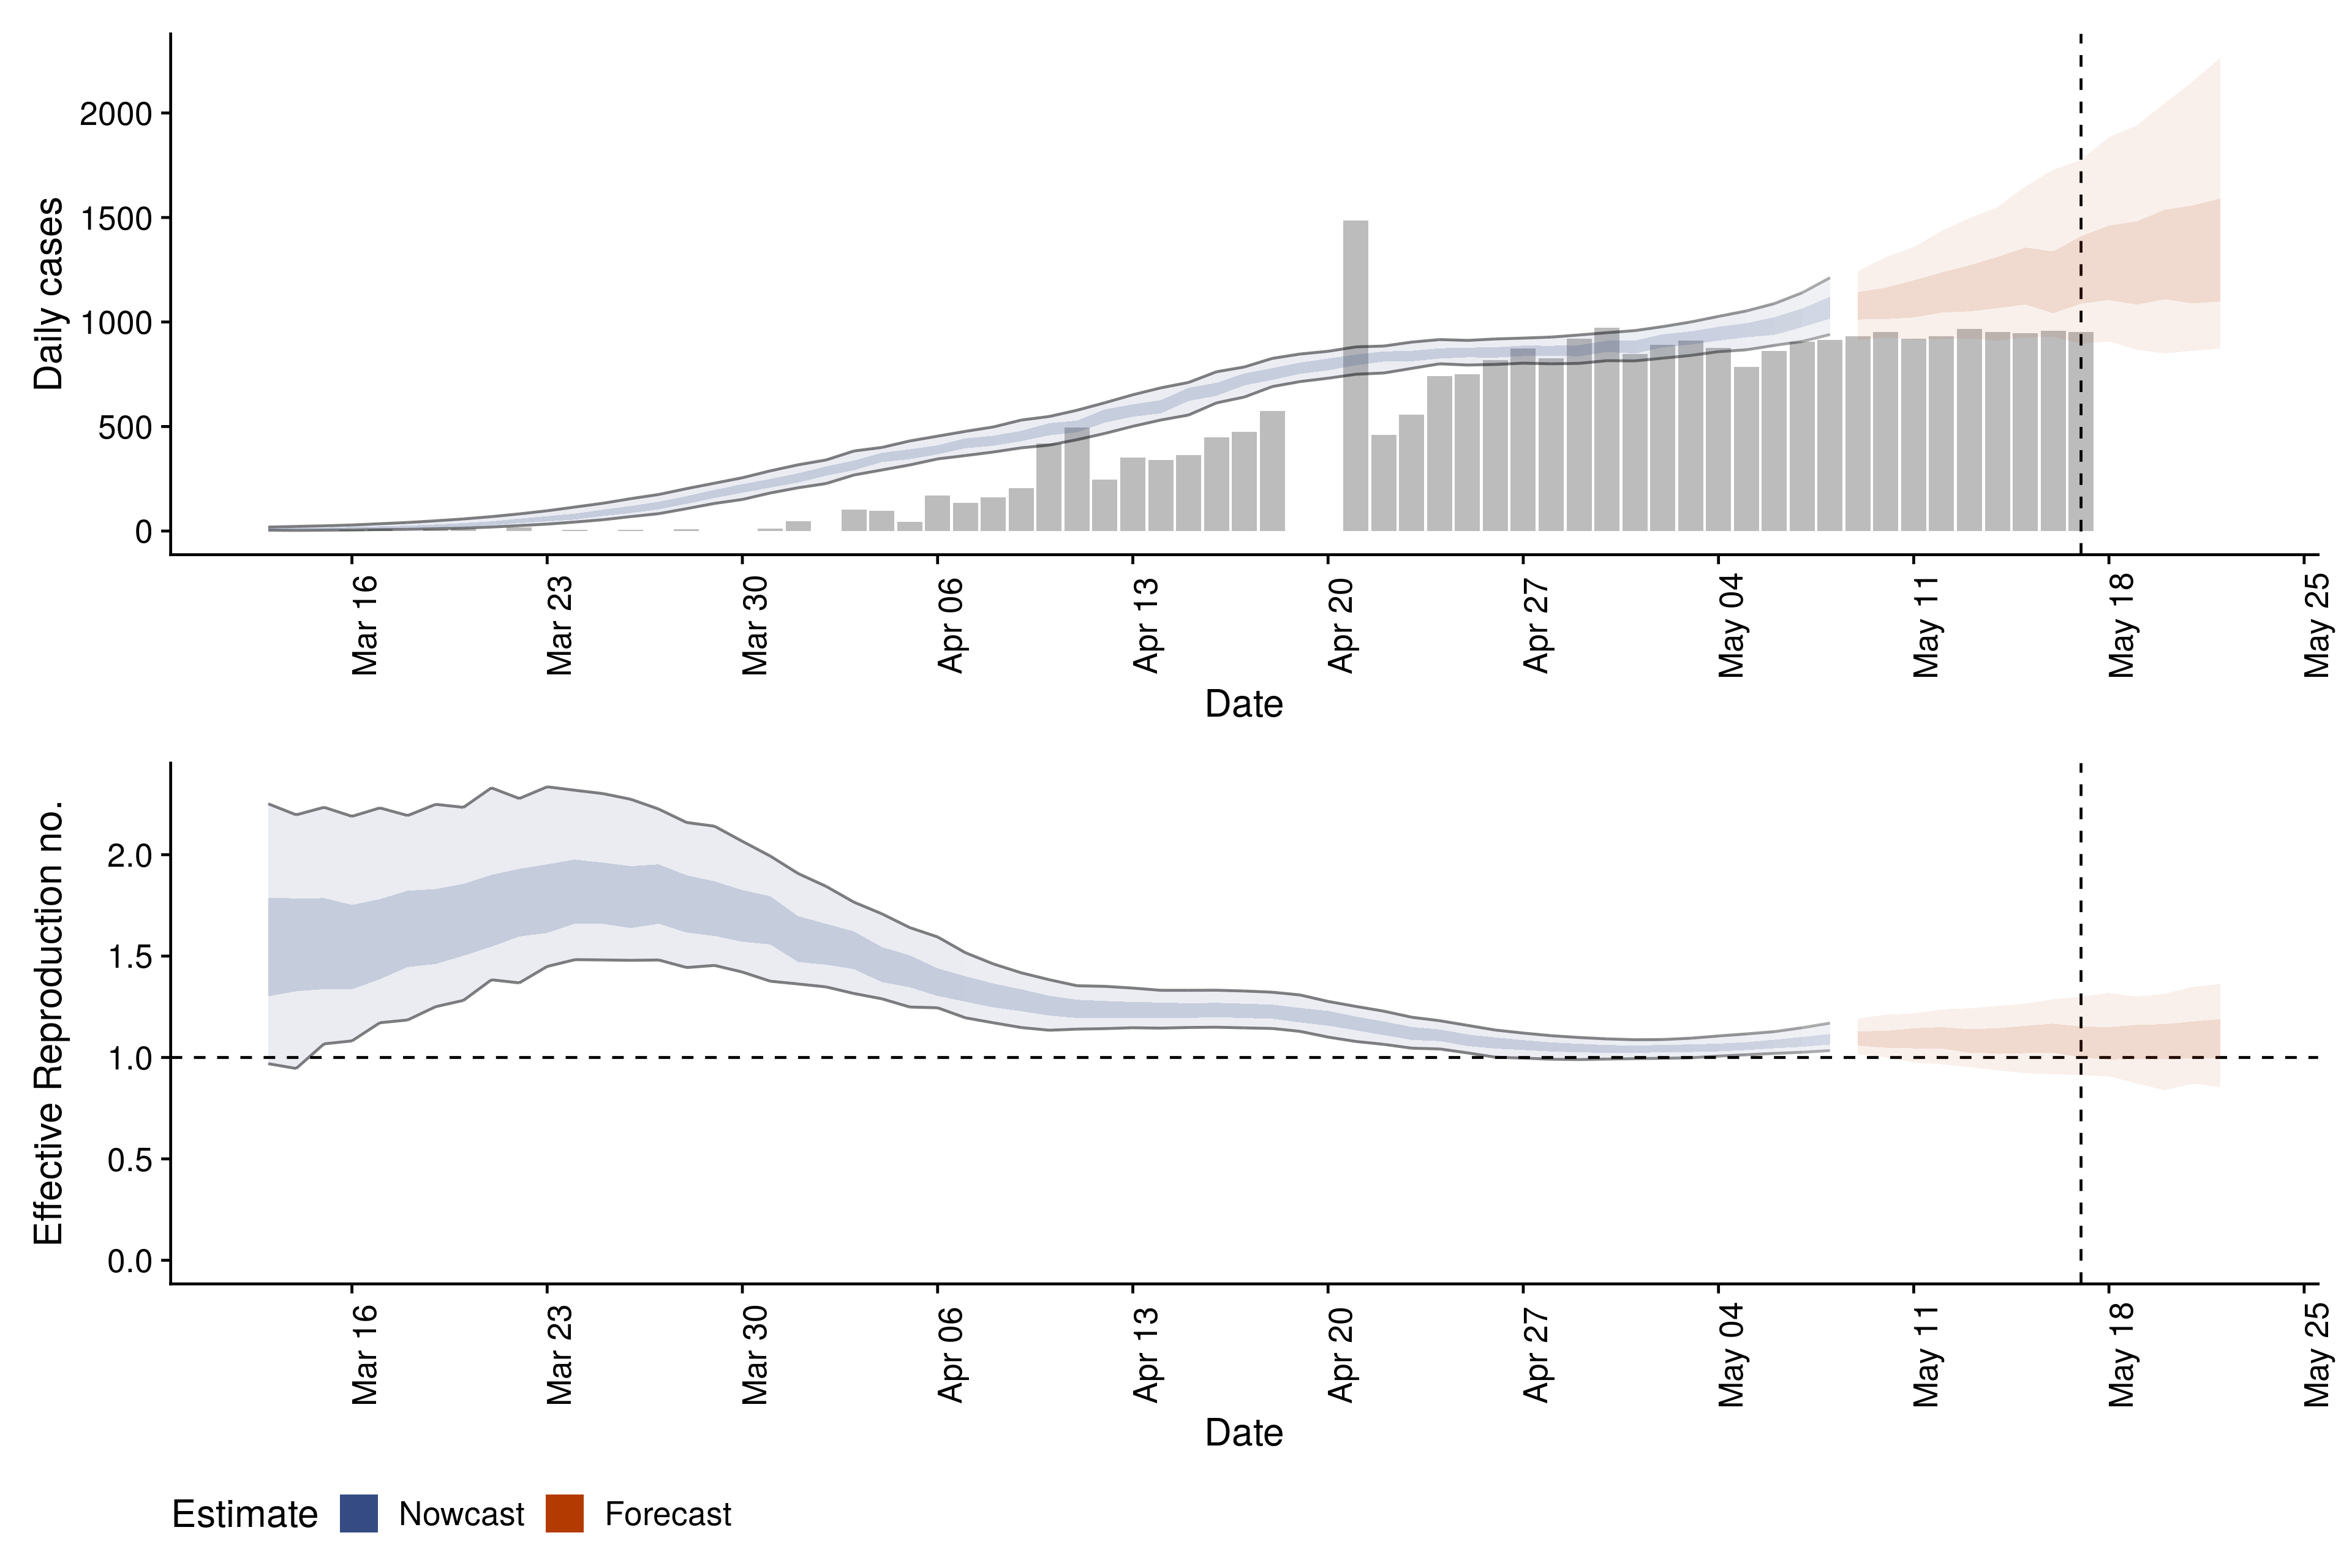 Daily cases
2000
1500
1000
500
0
Mar 16
Mar 23
Mar 30
Apr 06
Apr 13
Apr 20
Apr 27
May 04
May 11
May 18
May 25
Date
Effective Reproduction no.
2.0
1.5
1.0
0.5
0.0
Mar 16
Mar 23
Mar 30
Apr 06
Apr 13
Apr 20
Apr 27
May 04
May 11
May 18
May 25
Date
Estimate Nowcast Forecast